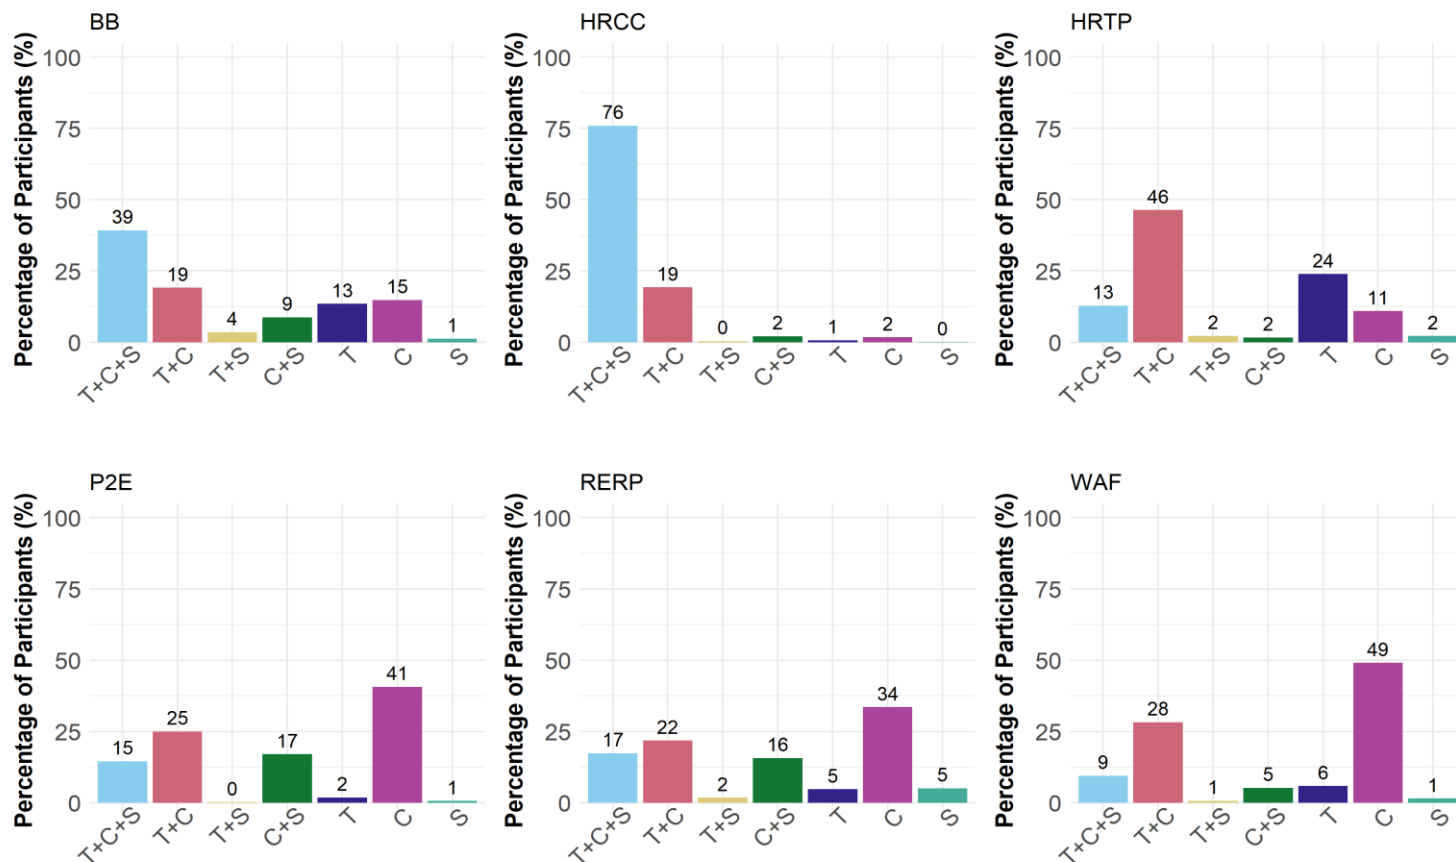 BB
Percentage of Participants (%)
100
75
50
25
0
39
19
4
9
13
15
1
T+C+S
T+C
T+S
C+S
T
C
S
HRCC
Percentage of Participants (%)
100
75
50
25
0
76
19
0
2
1
2
0
T+C+S
T+C
T+S
C+S
T
C
S
HRTP
Percentage of Participants (%)
100
75
50
25
0
13
46
2
2
24
11
2
T+C+S
T+C
T+S
C+S
T
C
S
P2E
Percentage of Participants (%)
100
75
50
25
0
15
25
0
17
2
41
1
T+C+S
T+C
T+S
C+S
T
C
S
RERP
Percentage of Participants (%)
100
75
50
25
0
17
22
2
16
5
34
5
T+C+S
T+C
T+S
C+S
T
C
S
WAF
Percentage of Participants (%)
100
75
50
25
0
9
28
1
5
6
49
1
T+C+S
T+C
T+S
C+S
T
C
S